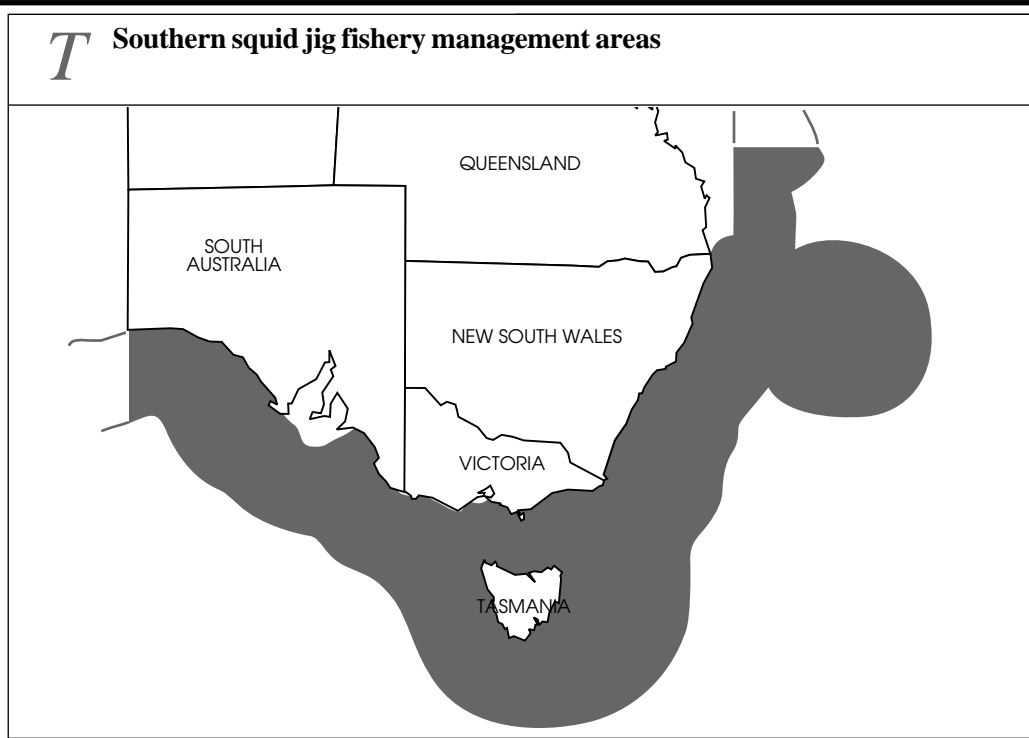 T Southern squid jig fishery management areas
QUEENSLAND
SOUTH
AUSTRALIA
NEW SOUTH WALES
VICTORIA
TASMANIA